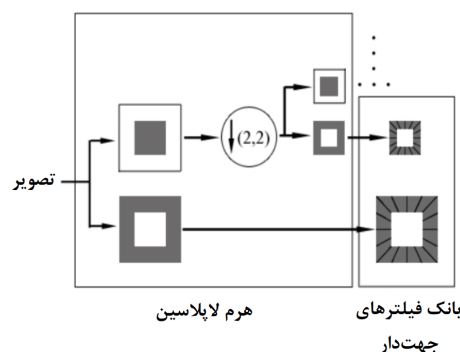 (2,2)
تصویر
هرم لاپلاسین
بانک فیلترهای
جهت‌دار